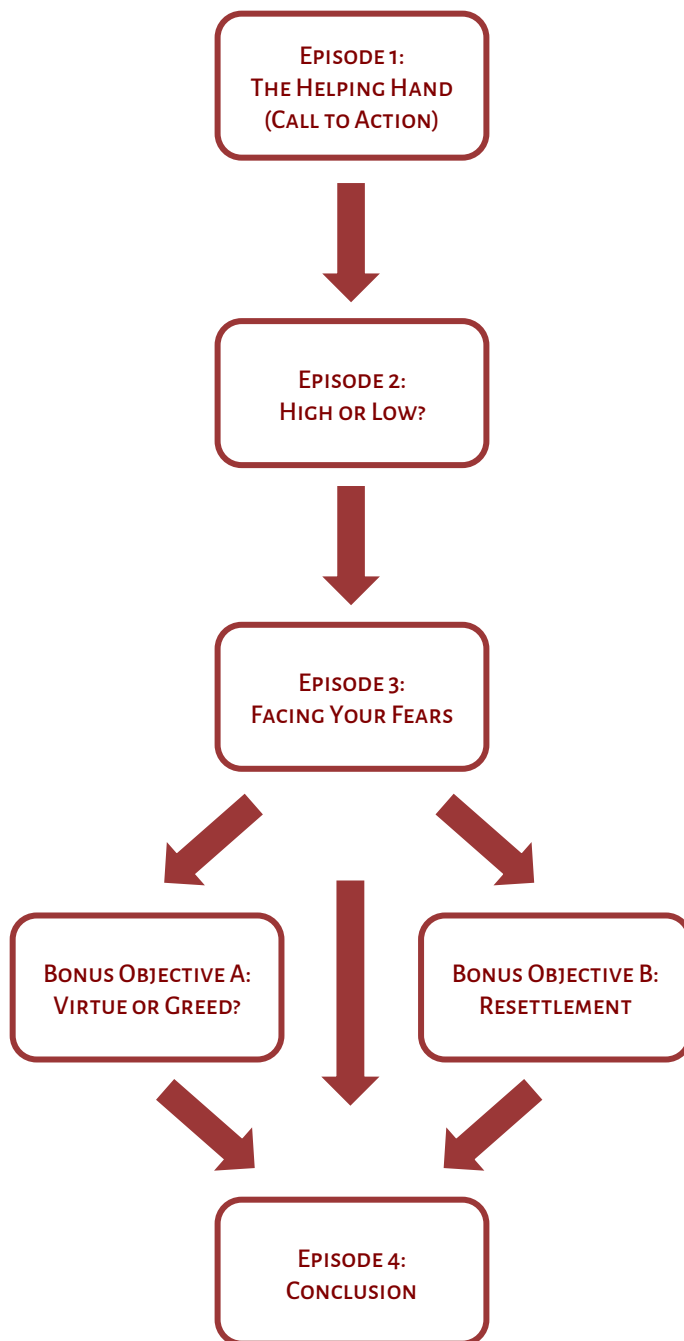 Episode 1:
The Helping Hand
(Call to Action)
Episode 2:
High or Low?
Episode 3:
Facing Your Fears
Bonus Objective A:
Virtue or Greed?
Bonus Objective B:
Resettlement
Episode 4:
Conclusion